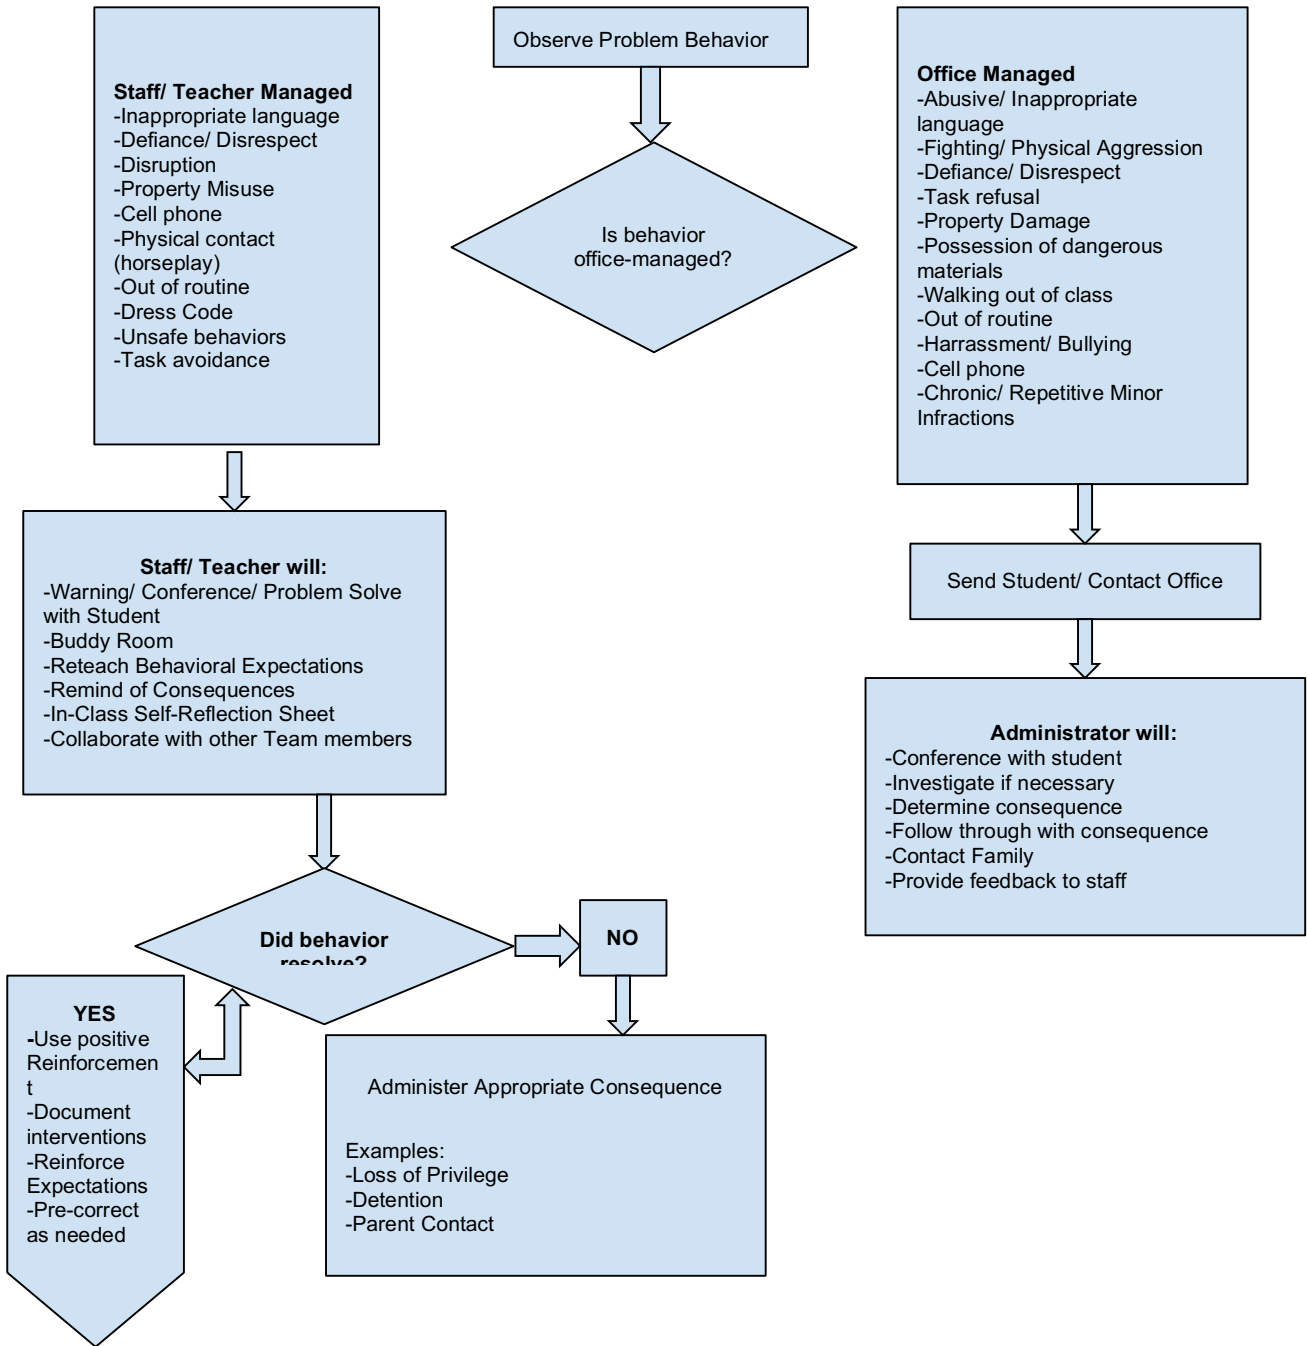 Observe Problem Behavior
Is behavior
office-managed?
Staff/ Teacher Managed
-Inappropriate language
-Defiance/ Disrespect
-Disruption
-Property Misuse
-Cell phone
-Physical contact
(horseplay)
-Out of routine
-Dress Code
-Unsafe behaviors
-Task avoidance
Staff/ Teacher will:
-Warning/ Conference/ Problem Solve
with Student
-Buddy Room
-Reteach Behavioral Expectations
-Remind of Consequences
-In-Class Self-Reflection Sheet
-Collaborate with other Team members
Did behavior
resolve?
YES
-Use positive
Reinforcemen
t
-Document
interventions
-Reinforce
Expectations
-Pre-correct
as needed
NO
Administer Appropriate Consequence
Examples:
-Loss of Privilege
-Detention
-Parent Contact
Office Managed
-Abusive/ Inappropriate
language
-Fighting/ Physical Aggression
-Defiance/ Disrespect
-Task refusal
-Property Damage
-Possession of dangerous
materials
-Walking out of class
-Out of routine
-Harrassment/ Bullying
-Cell phone
-Chronic/ Repetitive Minor
Infractions
Send Student/ Contact Office
Administrator will:
-Conference with student
-Investigate if necessary
-Determine consequence
-Follow through with consequence
-Contact Family
-Provide feedback to staff